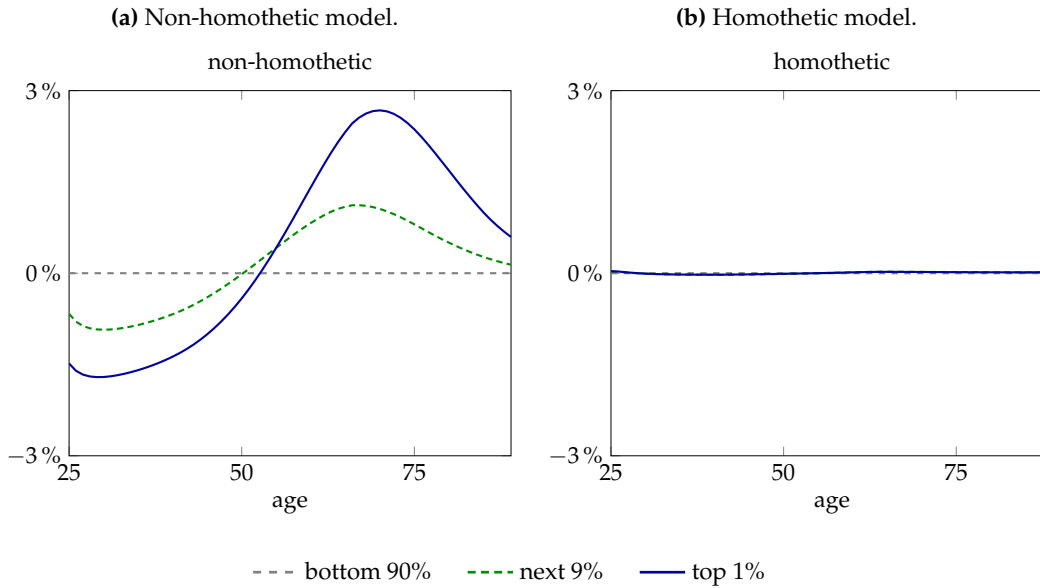 (a) Non-homothetic model.
non-homothetic
3 %
0 %
−3 %
25
50
75
age
(b) Homothetic model.
homothetic
3 %
0 %
−3 %
25
50
75
age
bottom 90% next 9% top 1%